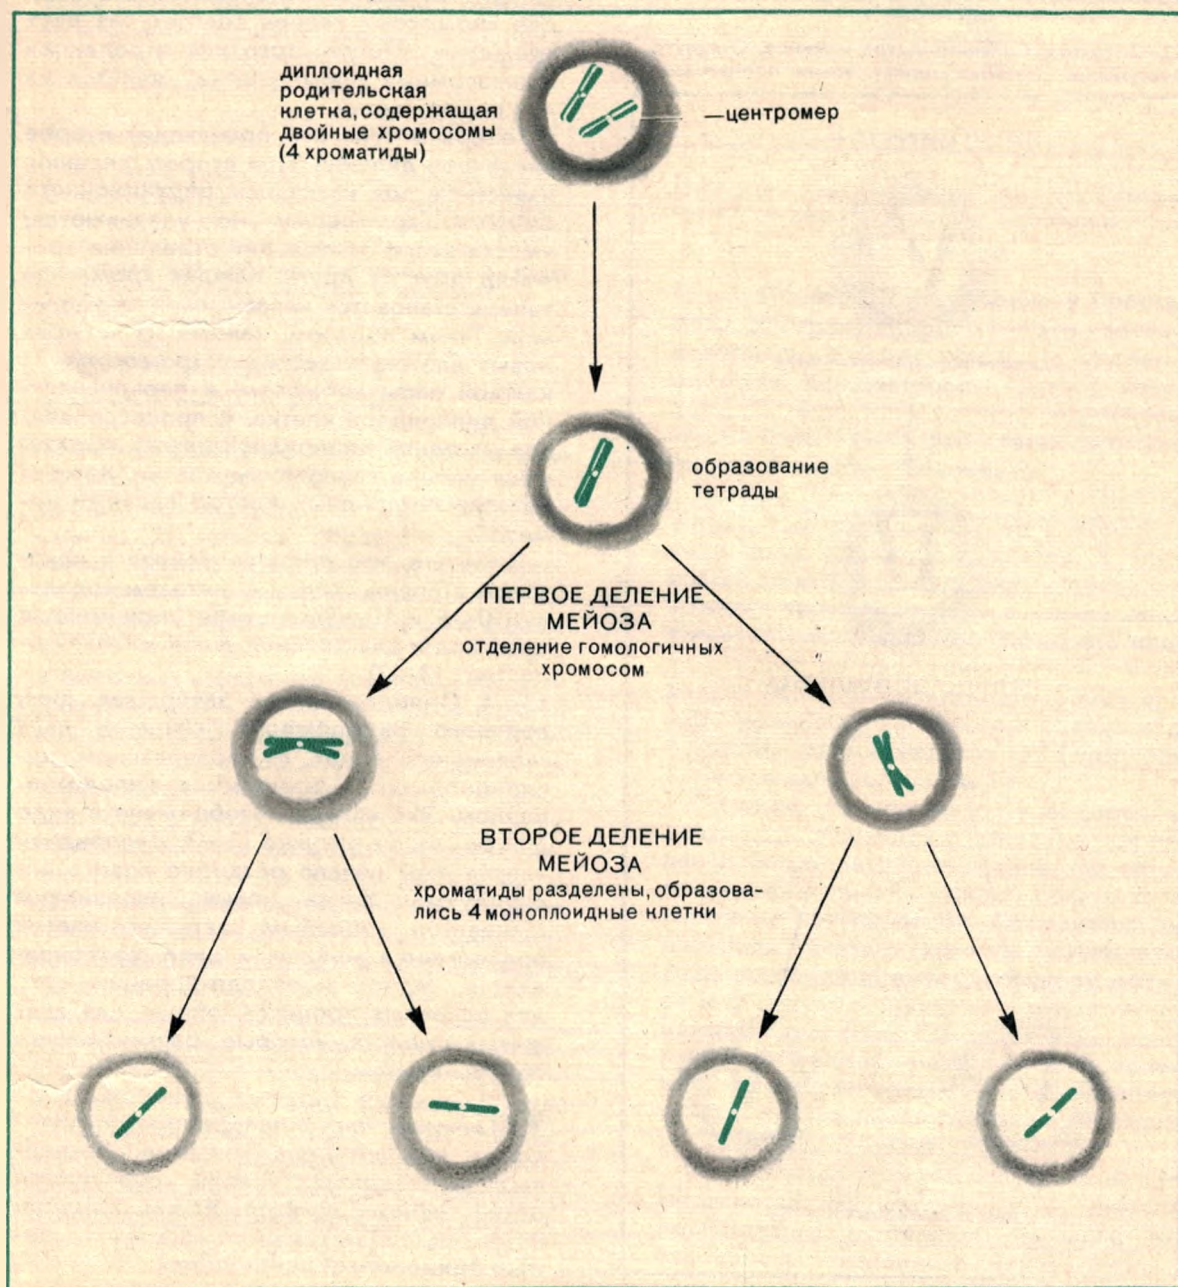 диплоидная
родительская
клетка, содержащая
двойные хромосомы
(4 хроматиды)
—центромер
образование
тетрады
ПЕРВОЕ ДЕЛЕНИЕ
МЕЙОЗА
отделение гомологичных
хромосом
ВТОРОЕ ДЕЛЕНИЕ
МЕЙОЗА
хроматиды разделены, образова-
лись 4 моноплоидные клетки